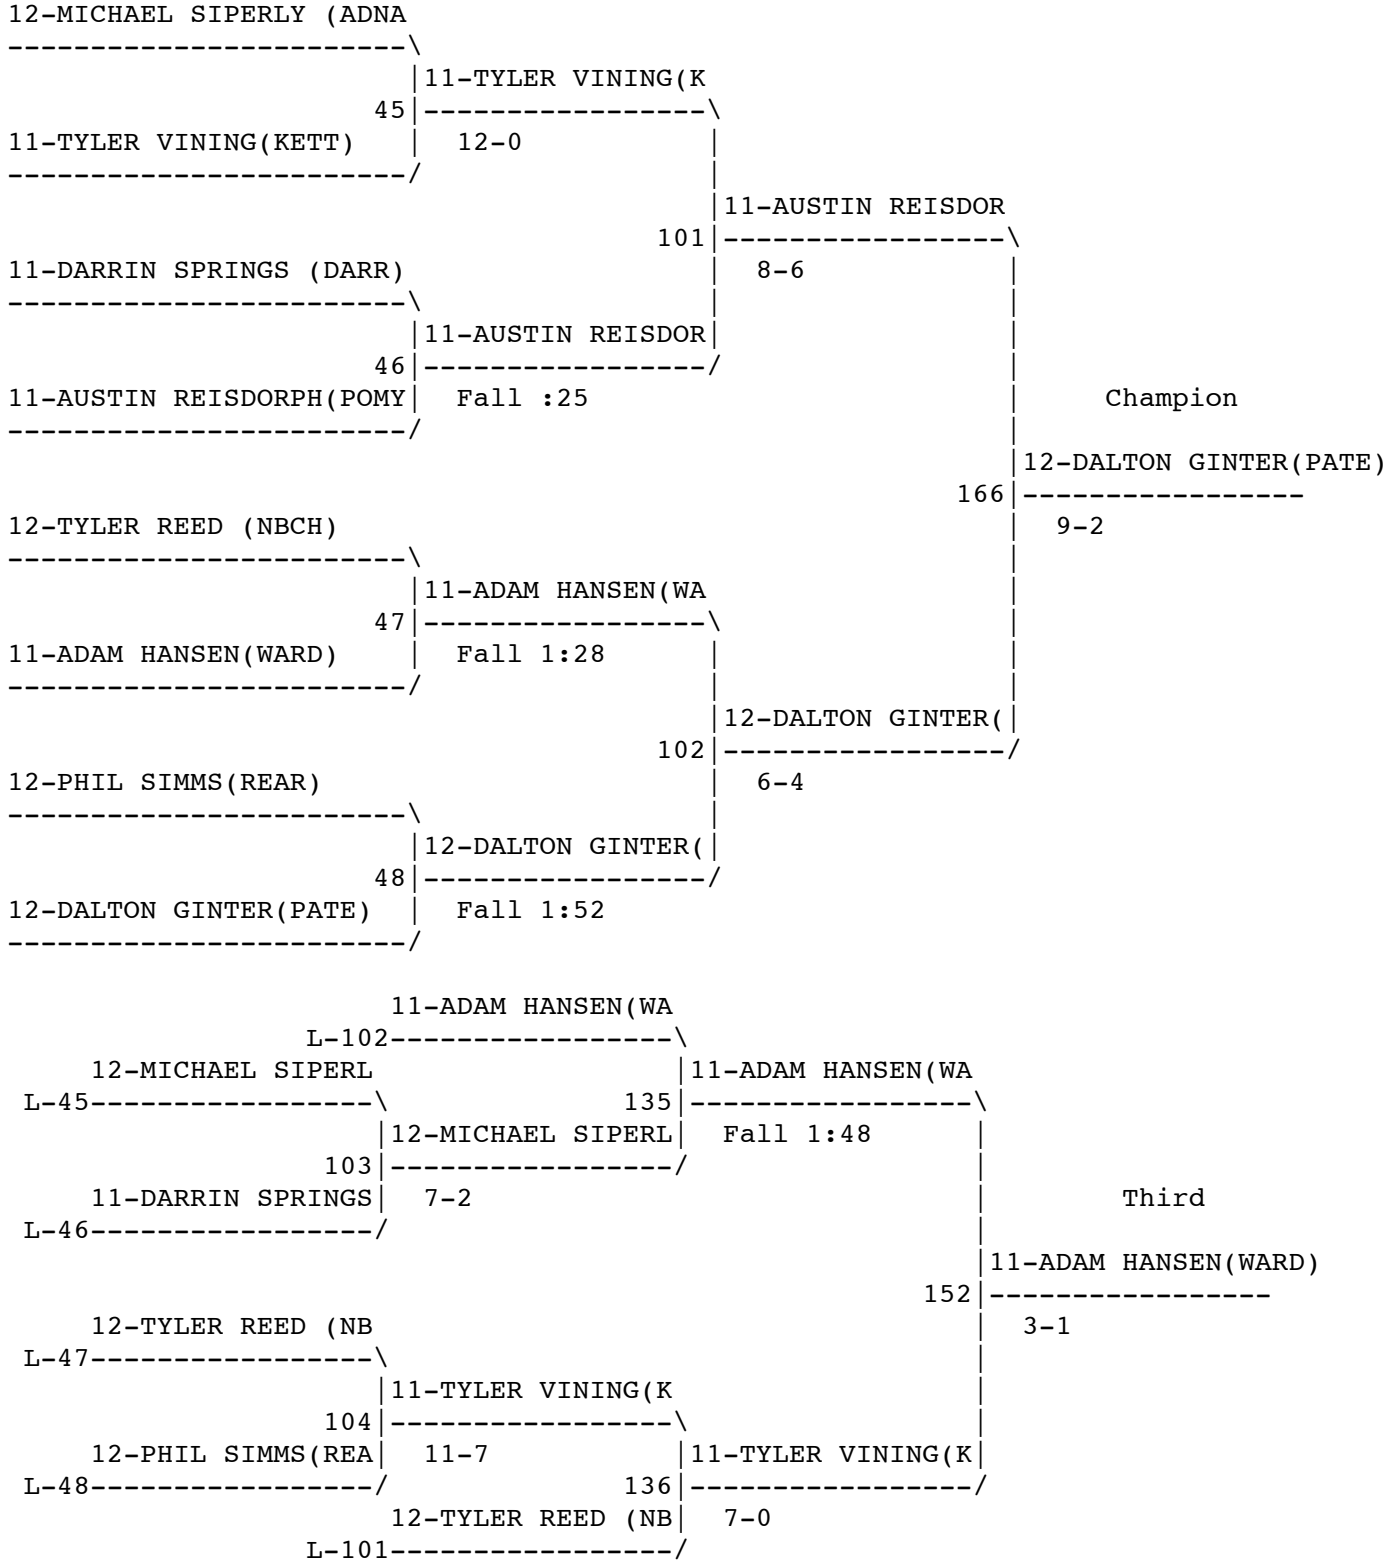 12-MICHAEL SIPERLY (ADNA
------------------------\
|11-TYLER VINING(K
45|-----------------\
11-TYLER VINING(KETT) | 12-0 |
------------------------/ |
|11-AUSTIN REISDOR
101|-----------------\
11-DARRIN SPRINGS (DARR) | 8-6 |
------------------------\ | |
|11-AUSTIN REISDOR| |
46|-----------------/ |
11-AUSTIN REISDORPH(POMY| Fall :25 | Champion
------------------------/ |
|12-DALTON GINTER(PATE)
166|-----------------
12-TYLER REED (NBCH) | 9-2
------------------------\ |
|11-ADAM HANSEN(WA |
47|-----------------\ |
11-ADAM HANSEN(WARD) | Fall 1:28 | |
------------------------/ | |
|12-DALTON GINTER(|
102|-----------------/
12-PHIL SIMMS(REAR) | 6-4
------------------------\ |
|12-DALTON GINTER(|
48|-----------------/
12-DALTON GINTER(PATE) | Fall 1:52
------------------------/
11-ADAM HANSEN(WA
L-102-----------------\
12-MICHAEL SIPERL |11-ADAM HANSEN(WA
L-45-----------------\ 135|-----------------\
|12-MICHAEL SIPERL| Fall 1:48 |
103|-----------------/ |
11-DARRIN SPRINGS| 7-2 | Third
L-46-----------------/ |
|11-ADAM HANSEN(WARD)
152|-----------------
12-TYLER REED (NB | 3-1
L-47-----------------\ |
|11-TYLER VINING(K |
104|-----------------\ |
12-PHIL SIMMS(REA| 11-7 |11-TYLER VINING(K|
L-48-----------------/ 136|-----------------/
12-TYLER REED (NB| 7-0
L-101-----------------/